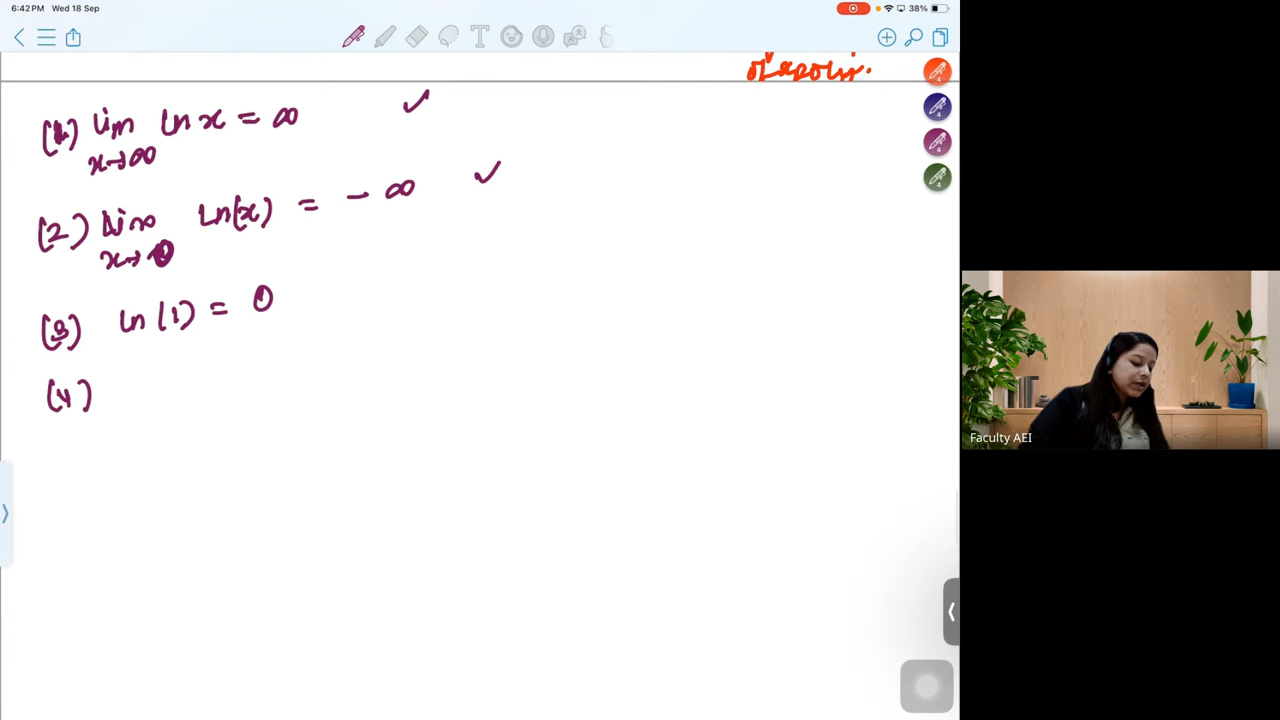 6:42 PM Wed 18 Sep 38%
(1) lim ln x = ∞ ✓
x→∞
(2) lim ln(x) = - ∞ ✓
x→0
(3) ln(1) = 0
(4)
Faculty AEI